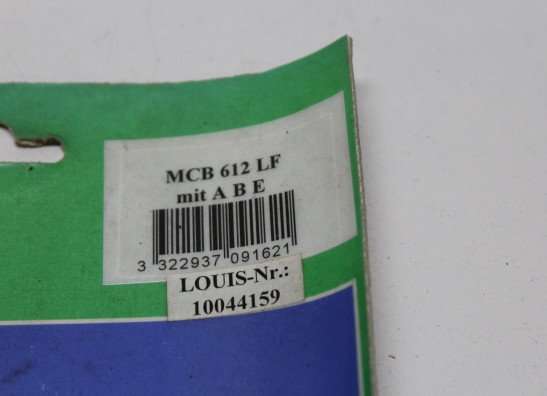 MCB 612 LF
mit A B E
3 322937 091621
LOUIS-Nr.:
10044159